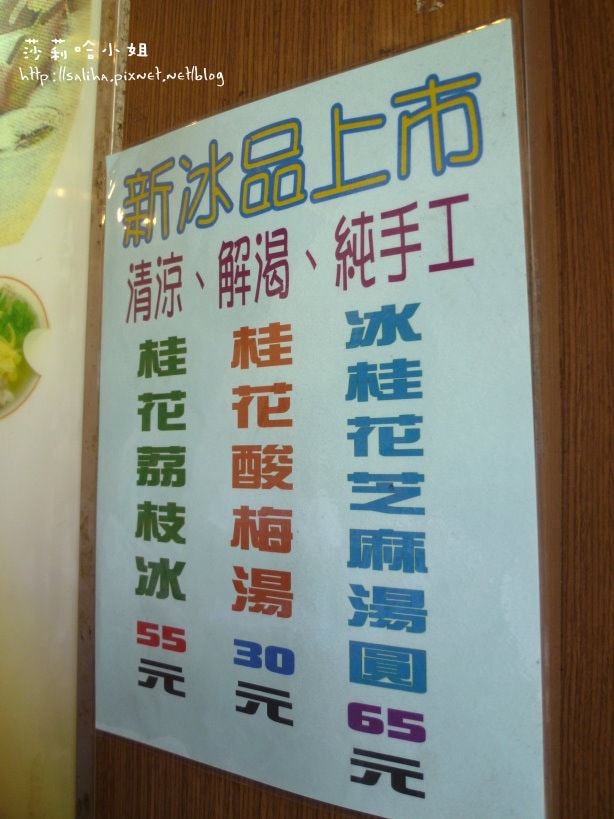 莎莉哈小姐
http://saliha.pixnet.net/blog
新冰品上市
清涼、解渴、純手工
冰桂花芝麻湯圓65元
桂花酸梅湯30元
桂花荔枝冰55元